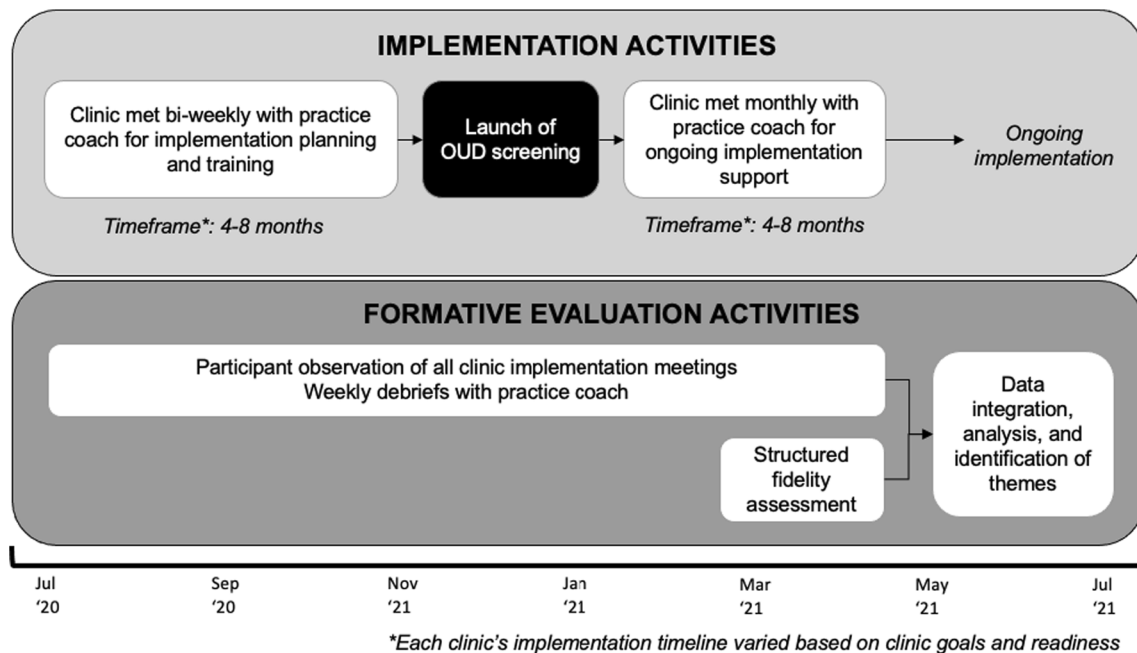 IMPLEMENTATION ACTIVITIES
Clinic met bi-weekly with practice
coach for implementation planning
and training
Launch of
OUD screening
Clinic met monthly with
practice coach for
ongoing implementation
support
Ongoing
implementation
Timeframe*: 4-8 months
Timeframe*: 4-8 months
FORMATIVE EVALUATION ACTIVITIES
Participant observation of all clinic implementation meetings
Weekly debriefs with practice coach
Structured
fidelity
assessment
Data
integration,
analysis, and
identification of
themes
Jul
‘20
Sep
‘20
Nov
‘21
Jan
‘21
Mar
‘21
May
‘21
Jul
‘21
*Each clinic’s implementation timeline varied based on clinic goals and readiness